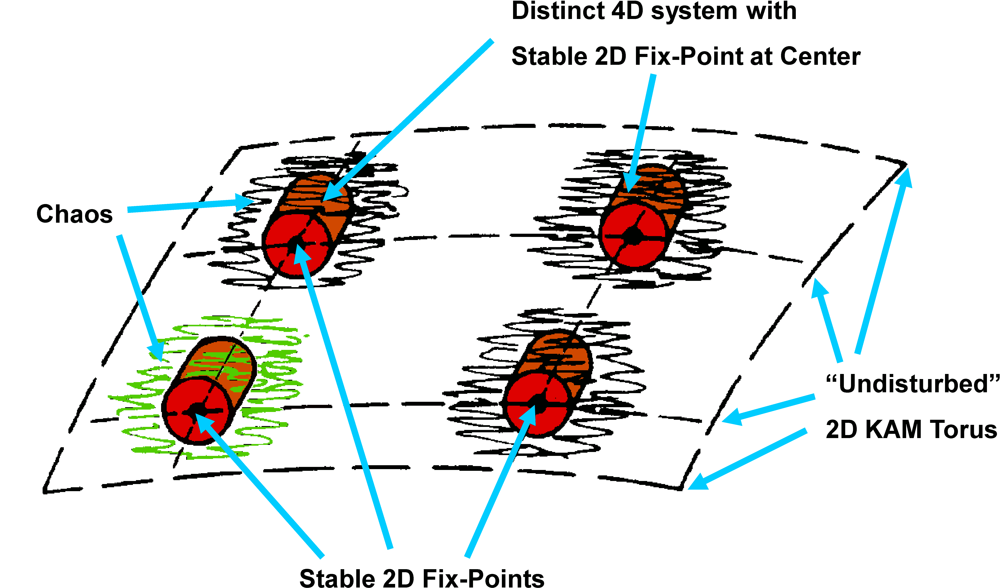 Distinct 4D system with
Stable 2D Fix-Point at Center
Chaos
“Undisturbed”
2D KAM Torus
Stable 2D Fix-Points